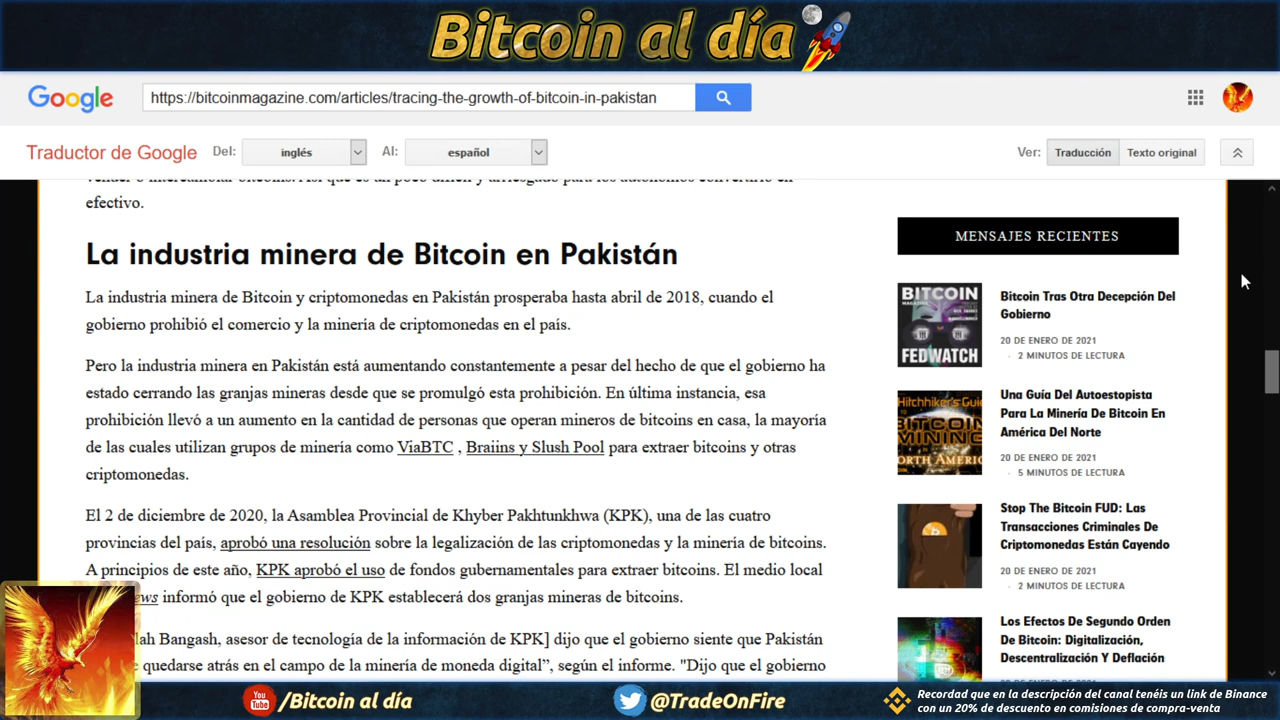 Bitcoin al día
Google
https://bitcoinmagazine.com/articles/tracing-the-growth-of-bitcoin-in-pakistan
Traductor de Google
Del:
inglés
Al:
español
Ver:
Traducción
Texto original
efectivo.
La industria minera de Bitcoin en Pakistán
La industria minera de Bitcoin y criptomonedas en Pakistán prosperaba hasta abril de 2018, cuando el
gobierno prohibió el comercio y la minería de criptomonedas en el país.
Pero la industria minera en Pakistán está aumentando constantemente a pesar del hecho de que el gobierno ha
estado cerrando las granjas mineras desde que se promulgó esta prohibición. En última instancia, esa
prohibición llevó a un aumento en la cantidad de personas que operan mineros de bitcoins en casa, la mayoría
de las cuales utilizan grupos de minería como ViaBTC , Braiins y Slush Pool para extraer bitcoins y otras
criptomonedas.
El 2 de diciembre de 2020, la Asamblea Provincial de Khyber Pakhtunkhwa (KPK), una de las cuatro
provincias del país, aprobó una resolución sobre la legalización de las criptomonedas y la minería de bitcoins.
A principios de este año, KPK aprobó el uso de fondos gubernamentales para extraer bitcoins. El medio local
informó que el gobierno de KPK establecerá dos granjas mineras de bitcoins.
Bangash, asesor de tecnología de la información de KPK] dijo que el gobierno siente que Pakistán
quedarse atrás en el campo de la minería de moneda digital”, según el informe. "Dijo que el gobierno
MENSAJES RECIENTES
BITCOIN
FEDWATCH
Bitcoin Tras Otra Decepción Del
Gobierno
20 DE ENERO DE 2021
· 2 MINUTOS DE LECTURA
Hitchhiker's Guide
TO
BITCOIN
MINING
NORTH AMERIC
Una Guía Del Autoestopista
Para La Minería De Bitcoin En
América Del Norte
20 DE ENERO DE 2021
· 5 MINUTOS DE LECTURA
Stop The Bitcoin FUD: Las
Transacciones Criminales De
Criptomonedas Están Cayendo
20 DE ENERO DE 2021
· 2 MINUTOS DE LECTURA
Los Efectos De Segundo Orden
De Bitcoin: Digitalización,
Descentralización Y Deflación
You Tube
/Bitcoin al día
@TradeOnFire
Recordad que en la descripción del canal tenéis un link de Binance
con un 20% de descuento en comisiones de compra-venta